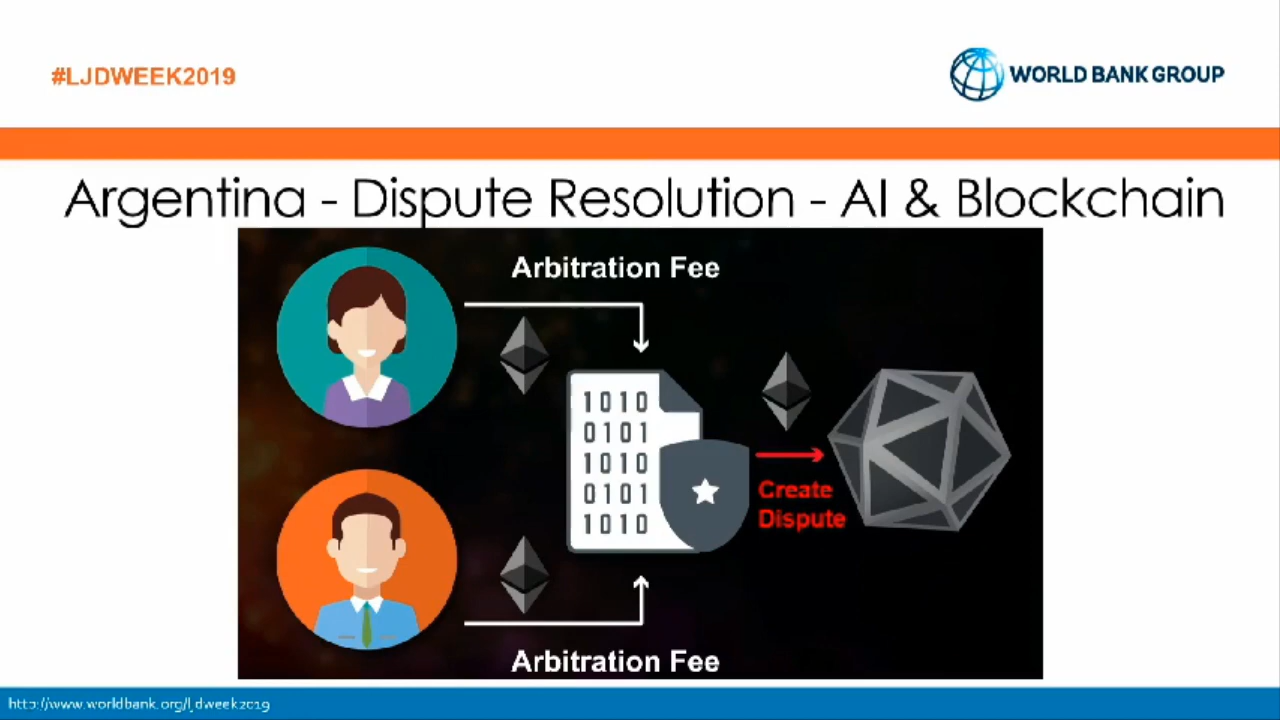 #LJDWEEK2019
WORLD BANK GROUP
Argentina - Dispute Resolution - AI & Blockchain
Arbitration Fee
1010
0101
1010
0101
1010
Create
Dispute
Arbitration Fee
http://www.worldbank.org/ljdweek2019